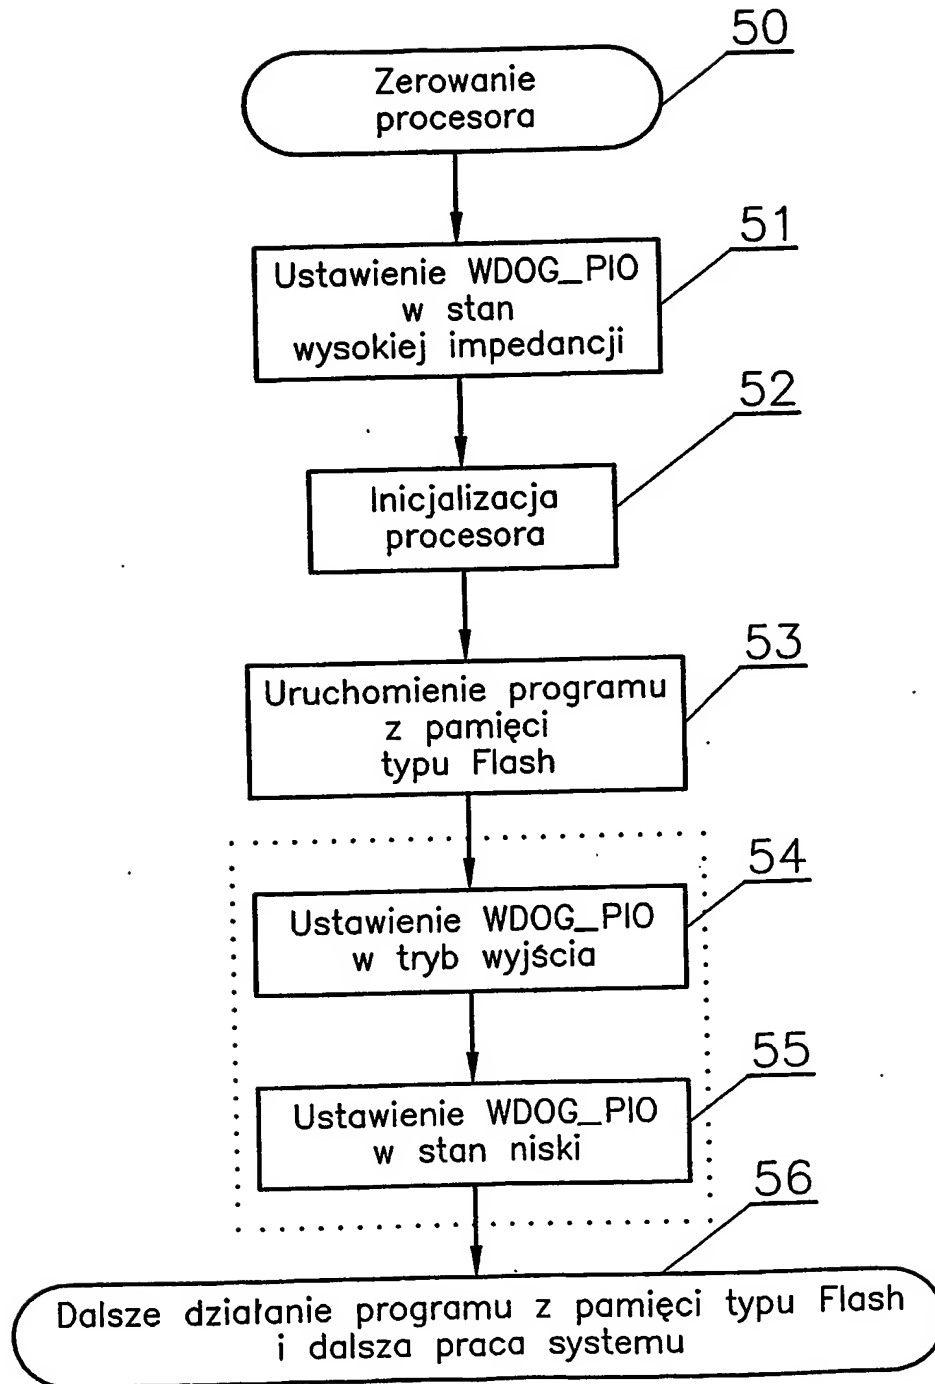 50
Zerowanie
procesora
51
Ustawienie WDOG_PIO
w stan
wysokiej impedancji
52
Inicjalizacja
procesora
53
Uruchomienie programu
z pamięci
typu Flash
54
Ustawienie WDOG_PIO
w tryb wyjścia
55
Ustawienie WDOG_PIO
w stan niski
56
Dalsze działanie programu z pamięci typu Flash
i dalsza praca systemu